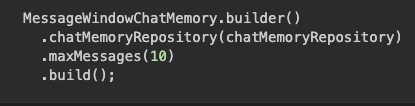 MessageWindowChatMemory.builder()
  .chatMemoryRepository(chatMemoryRepository)
  .maxMessages(10)
  .build();